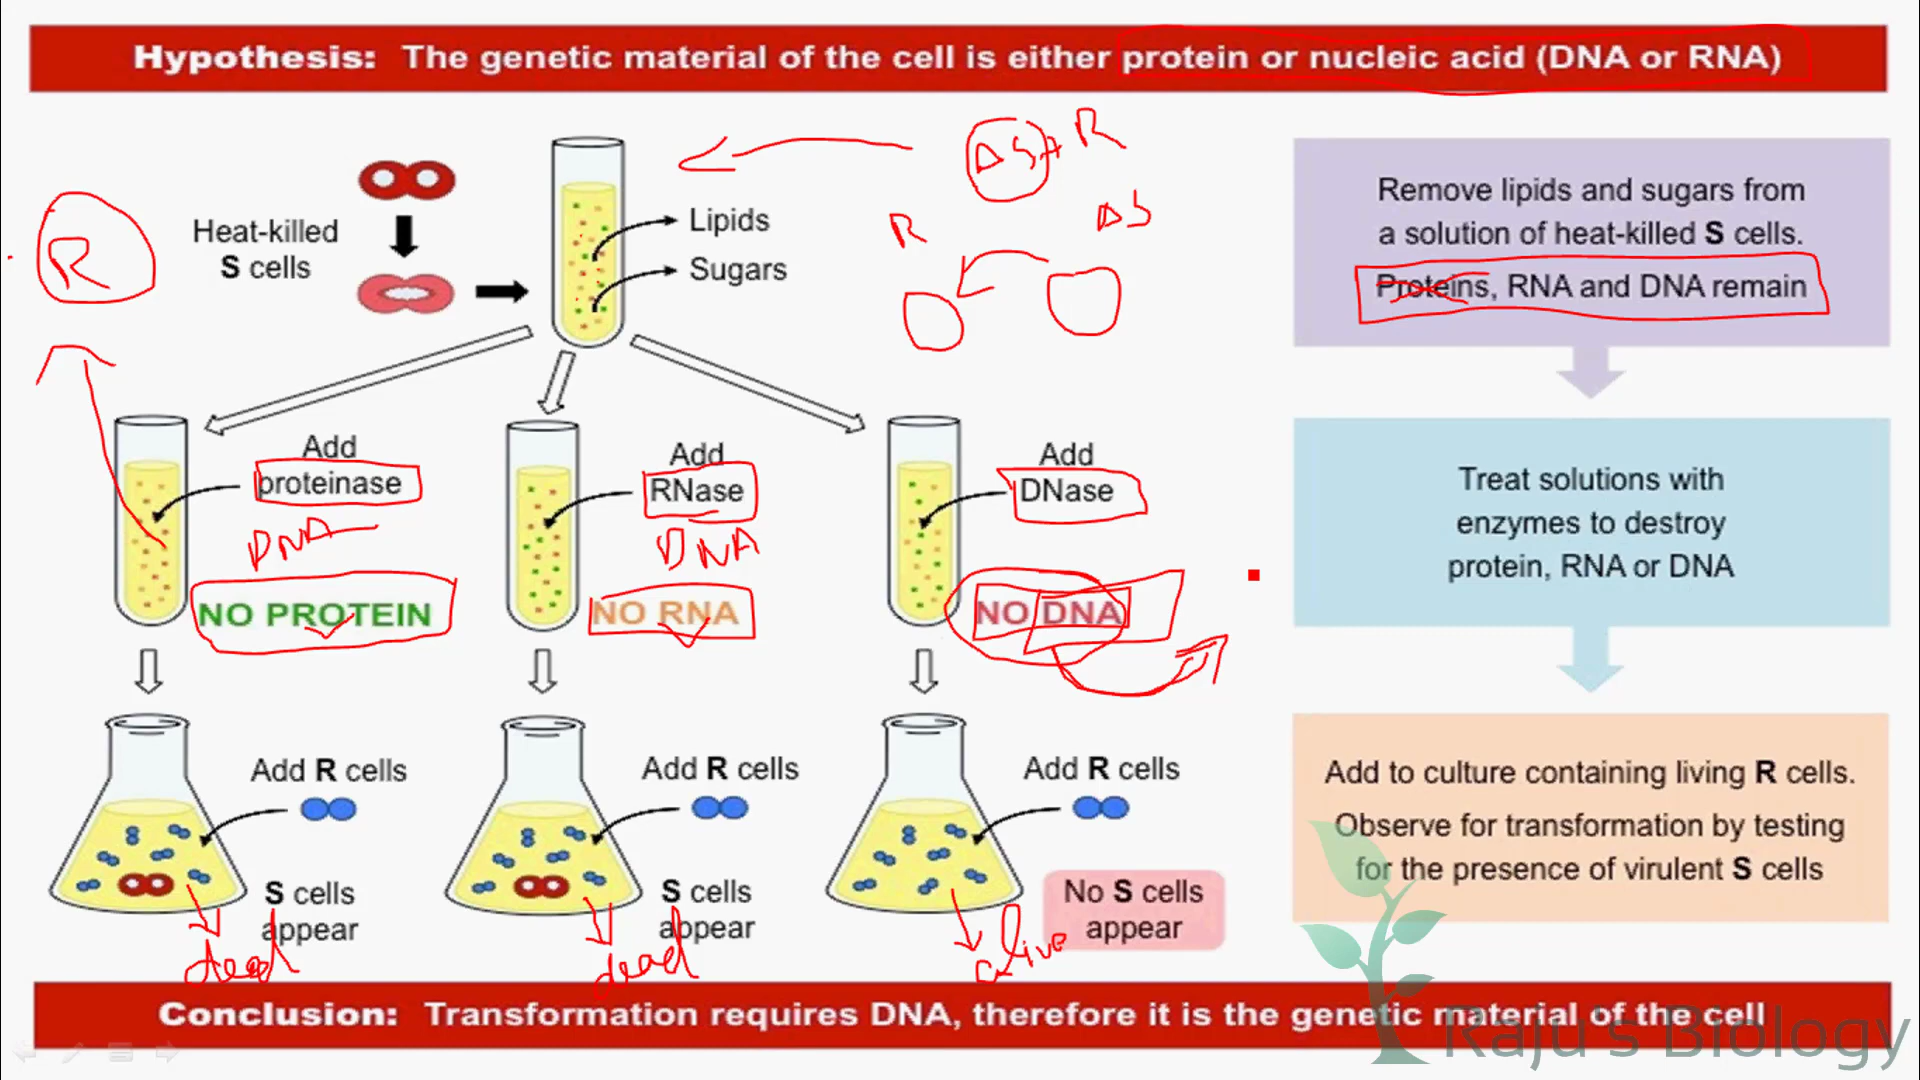 Hypothesis: The genetic material of the cell is either protein or nucleic acid (DNA or RNA)
ΔS + R
R
ΔS
R
Heat-killed
S cells
Lipids
Sugars
Remove lipids and sugars from
a solution of heat-killed S cells.
Proteins, RNA and DNA remain
Add
proteinase
DNA
NO PROTEIN
Add
RNase
DNA
NO RNA
Add
DNase
NO DNA
Treat solutions with
enzymes to destroy
protein, RNA or DNA
Add R cells
S cells
appear
dead
Add R cells
S cells
appear
dead
Add R cells
No S cells
appear
alive
Add to culture containing living R cells.
Observe for transformation by testing
for the presence of virulent S cells
Conclusion: Transformation requires DNA, therefore it is the genetic material of the cell
Raju's Biology